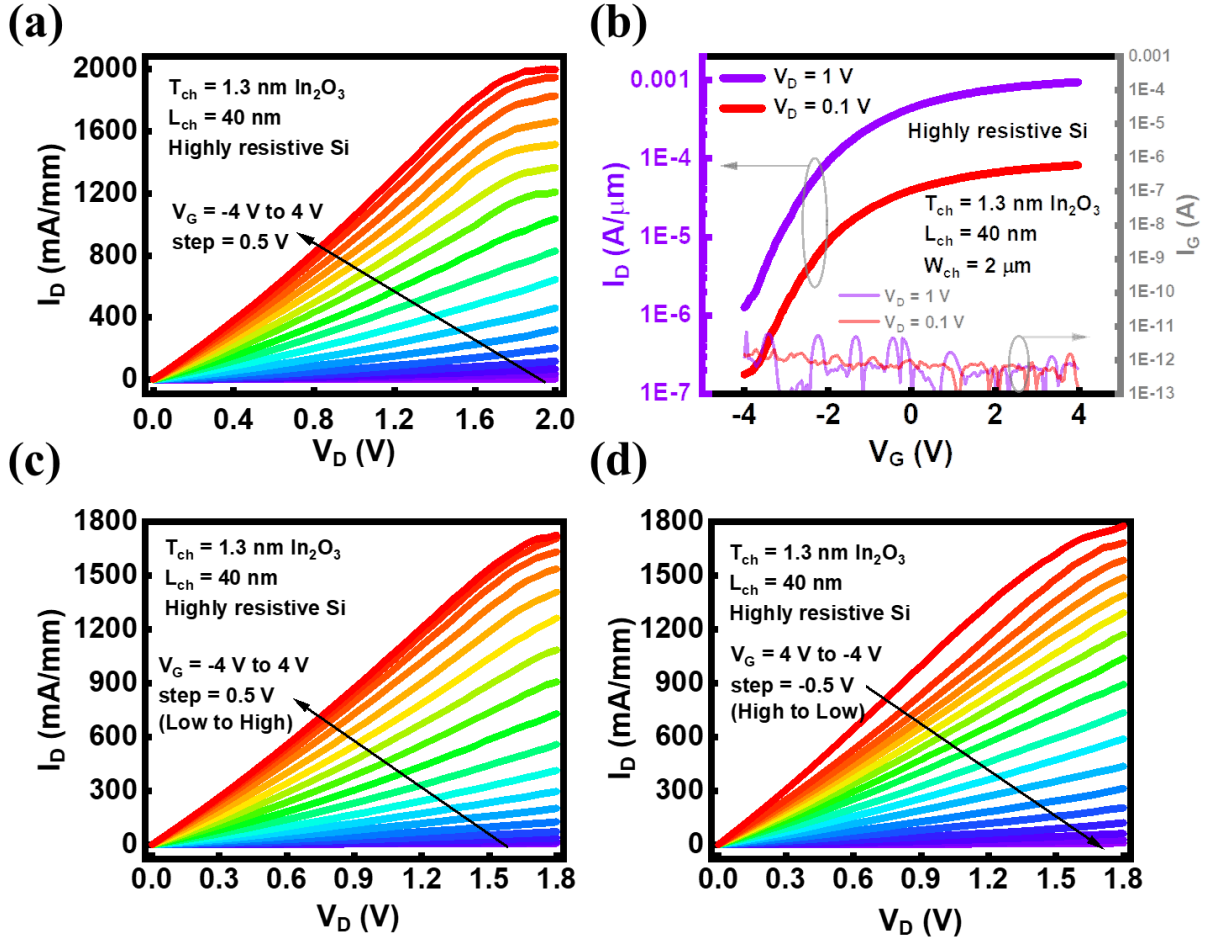 (a)
2000
1600
1200
800
400
0
I_D (mA/mm)
T_ch = 1.3 nm In₂O₃
L_ch = 40 nm
Highly resistive Si
V_G = -4 V to 4 V
step = 0.5 V
0.0 0.4 0.8 1.2 1.6 2.0
V_D (V)
(b)
0.001
1E-4
1E-5
1E-6
1E-7
I_D (A/μm)
V_D = 1 V
V_D = 0.1 V
Highly resistive Si
T_ch = 1.3 nm In₂O₃
L_ch = 40 nm
W_ch = 2 μm
V_D = 1 V
V_D = 0.1 V
0.001
1E-4
1E-5
1E-6
1E-7
1E-8
1E-9
1E-10
1E-11
1E-12
1E-13
I_G (A)
-4 -2 0 2 4
V_G (V)
(c)
1800
1500
1200
900
600
300
0
I_D (mA/mm)
T_ch = 1.3 nm In₂O₃
L_ch = 40 nm
Highly resistive Si
V_G = -4 V to 4 V
step = 0.5 V
(Low to High)
0.0 0.3 0.6 0.9 1.2 1.5 1.8
V_D (V)
(d)
1800
1500
1200
900
600
300
0
I_D (mA/mm)
T_ch = 1.3 nm In₂O₃
L_ch = 40 nm
Highly resistive Si
V_G = 4 V to -4 V
step = -0.5 V
(High to Low)
0.0 0.3 0.6 0.9 1.2 1.5 1.8
V_D (V)